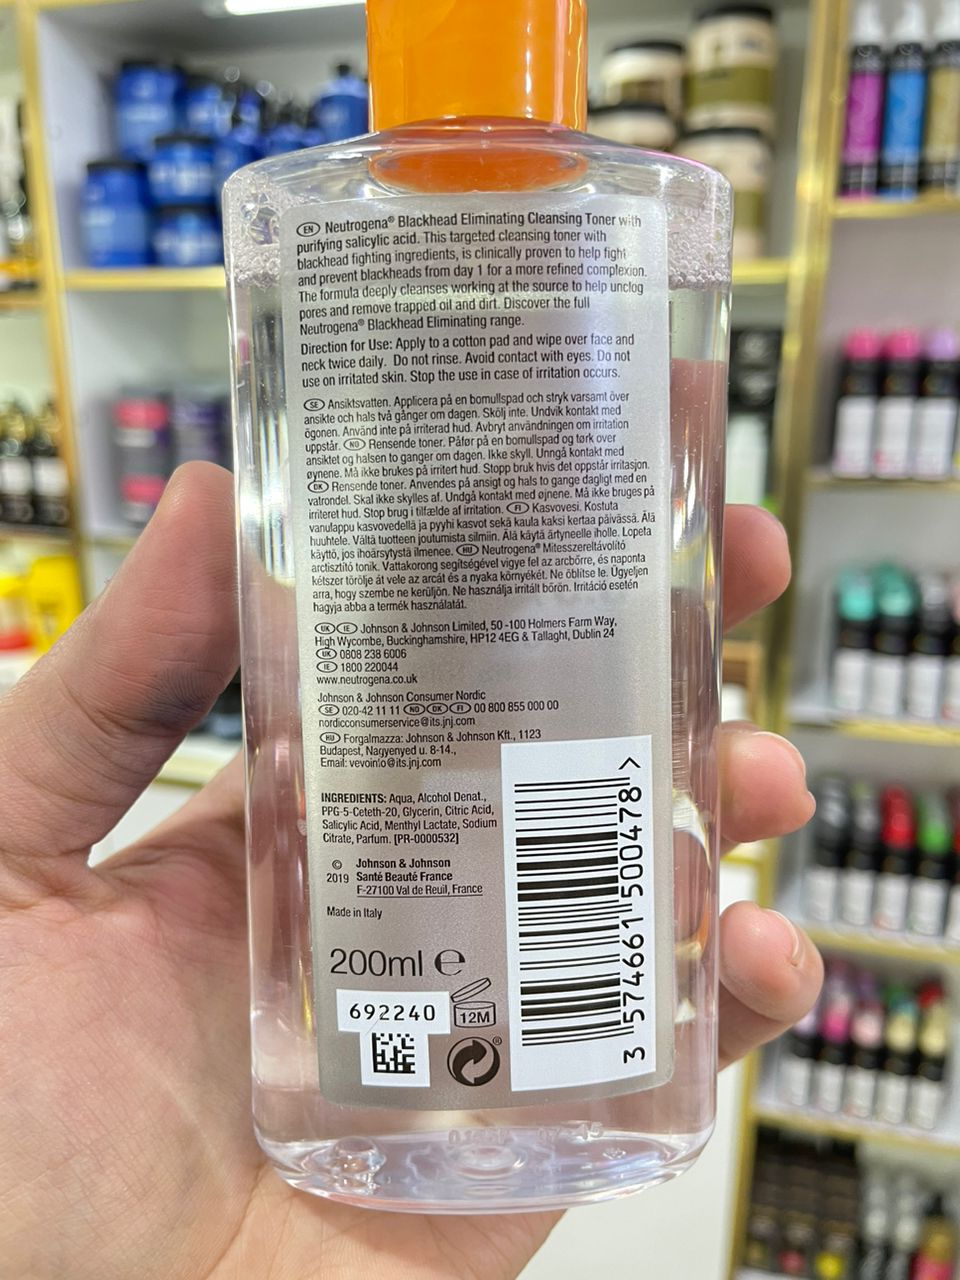 EN Neutrogena® Blackhead Eliminating Cleansing Toner with
purifying salicylic acid. This targeted cleansing toner with
blackhead fighting ingredients, is clinically proven to help fight
and prevent blackheads from day 1 for a more refined complexion.
The formula deeply cleanses working at the source to help unclog
pores and remove trapped oil and dirt. Discover the full
Neutrogena® Blackhead Eliminating range.
Direction for Use: Apply to a cotton pad and wipe over face and
neck twice daily. Do not rinse. Avoid contact with eyes. Do not
use on irritated skin. Stop the use in case of irritation occurs.
SE Ansiktsvatten. Applicera på en bomullspad och stryk varsamt över
ansikte och hals två gånger om dagen. Skölj inte. Undvik kontakt med
ögonen. Använd inte på irriterad hud. Avbryt användningen om irritation
uppstår. NO Rensende toner. Påfør på en bomullspad og tørk over
ansiktet og halsen to ganger om dagen. Ikke skyll. Unngå kontakt med
øynene. Må ikke brukes på irritert hud. Stopp bruk hvis det oppstår irritasjon.
DK Rensende toner. Anvendes på ansigt og hals to gange dagligt med en
vatrondel. Skal ikke skylles af. Undgå kontakt med øjnene. Må ikke bruges på
irriteret hud. Stop brug i tilfælde af irritation. FI Kasvovesi. Kostuta
vanulappu kasvovedellä ja pyyhi kasvot sekä kaula kaksi kertaa päivässä. Älä
huuhtele. Vältä tuotteen joutumista silmiin. Älä käytä ärtyneelle iholle. Lopeta
käyttö, jos ihoärsytystä ilmenee. HU Neutrogena® Mitesszereltávolító
arctisztító tonik. Vattakorong segítségével vigye fel az arcbőrre, és naponta
kétszer törölje át vele az arcát és a nyaka környékét. Ne öblítse le. Ügyeljen
arra, hogy szembe ne kerüljön. Ne használja irritált bőrön. Irritáció esetén
hagyja abba a termék használatát.
UK IE Johnson & Johnson Limited, 50 -100 Holmers Farm Way,
High Wycombe, Buckinghamshire, HP12 4EG & Tallaght, Dublin 24
UK 0808 238 6006
IE 1800 220044
www.neutrogena.co.uk
Johnson & Johnson Consumer Nordic
SE 020-42 11 11 NO DK FI 00 800 855 000 00
nordicconsumerservice@its.jnj.com
HU Forgalmazza: Johnson & Johnson Kft., 1123
Budapest, Nagyenyed u. 8-14.,
Email: vevoinfo@its.jnj.com
INGREDIENTS: Aqua, Alcohol Denat.,
PPG-5-Ceteth-20, Glycerin, Citric Acid,
Salicylic Acid, Menthyl Lactate, Sodium
Citrate, Parfum. [PR-0000532]
© Johnson & Johnson
2019 Santé Beauté France
F-27100 Val de Reuil, France
Made in Italy
200ml e
692240
12M
®
3 574661 500478 >